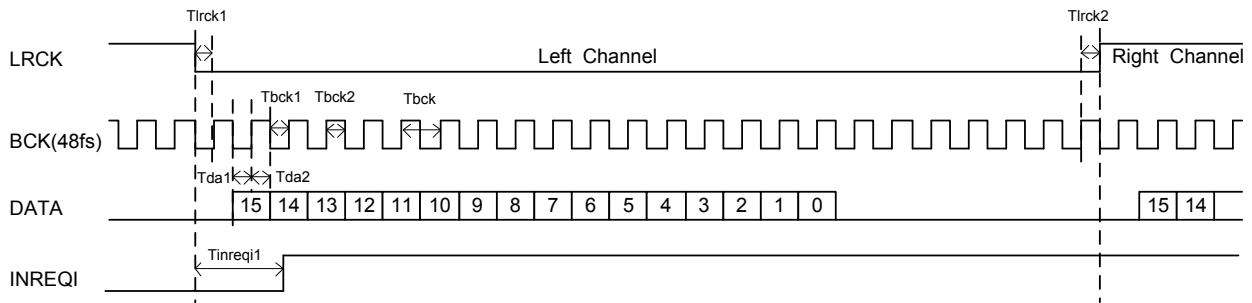 Tlrck1
Tlrck2
LRCK
Left Channel
Right Channel
Tbck1
Tbck2
Tbck
BCK(48fs)
Tda1
Tda2
DATA
15 14 13 12 11 10 9 8 7 6 5 4 3 2 1 0 15 14
Tinreqi1
INREQI